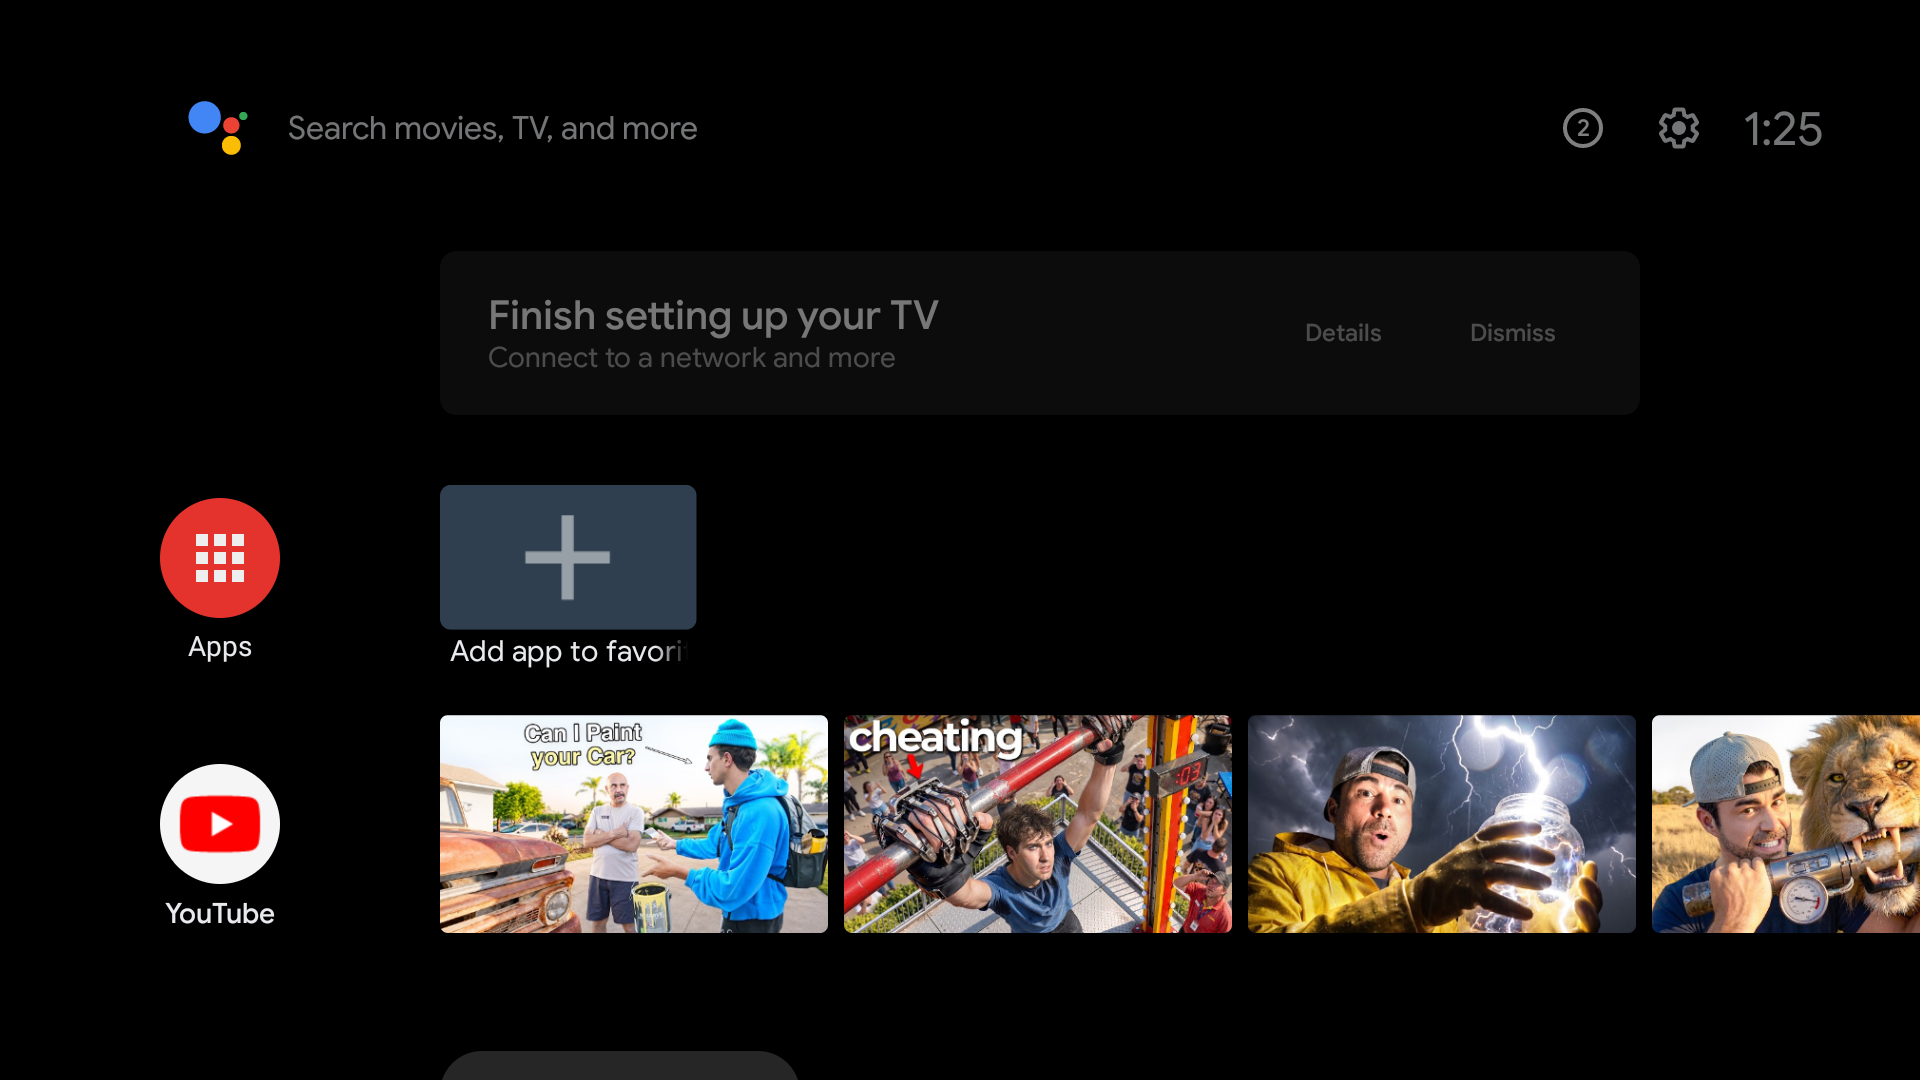 Search movies, TV, and more
2
1:25
Finish setting up your TV
Connect to a network and more
Details
Dismiss
Add app to favori
Apps
Can I Paint
your Car?
cheating
:03
YouTube